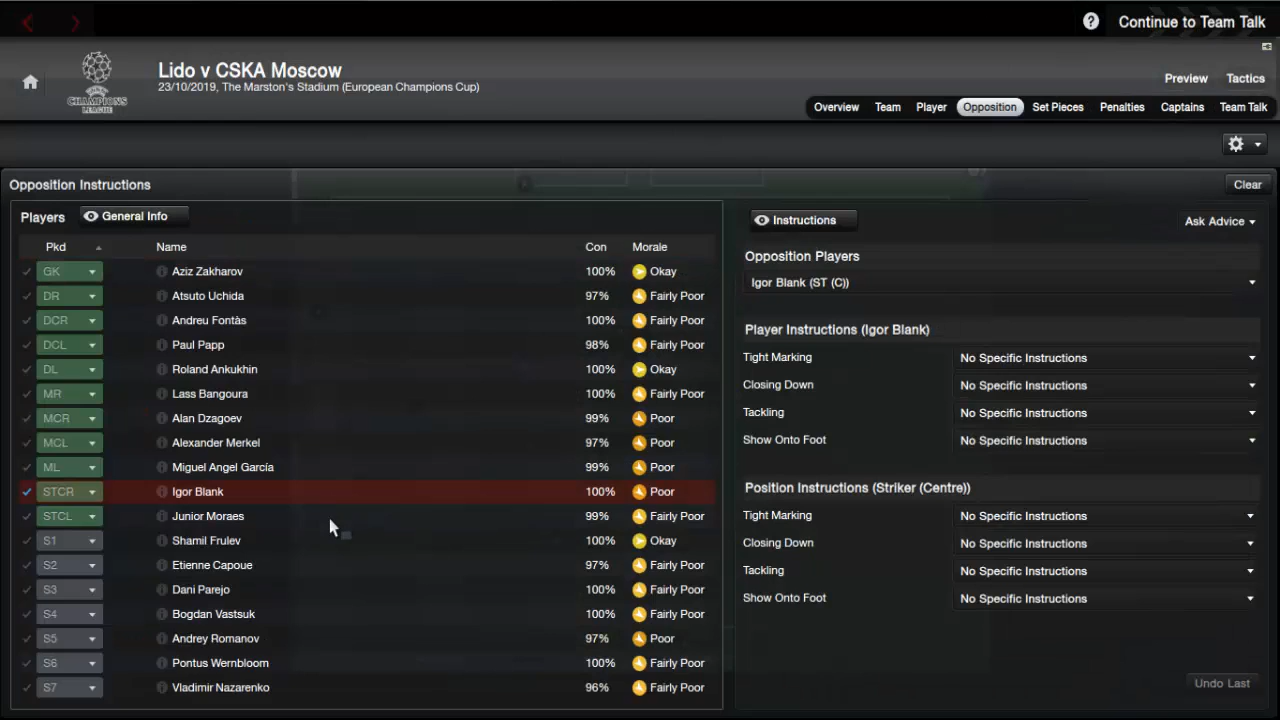 Continue to Team Talk
Lido v CSKA Moscow
23/10/2019, The Marston's Stadium (European Champions Cup)
CHAMPIONS
LEAGUE
Preview Tactics
Overview Team Player Opposition Set Pieces Penalties Captains Team Talk
Opposition Instructions
Clear
Players General Info
Pkd Name Con Morale
GK Aziz Zakharov 100% Okay
DR Atsuto Uchida 97% Fairly Poor
DCR Andreu Fontàs 100% Fairly Poor
DCL Paul Papp 98% Fairly Poor
DL Roland Ankukhin 100% Okay
MR Lass Bangoura 100% Fairly Poor
MCR Alan Dzagoev 99% Poor
MCL Alexander Merkel 97% Poor
ML Miguel Angel García 99% Poor
STCR Igor Blank 100% Poor
STCL Junior Moraes 99% Fairly Poor
S1 Shamil Frulev 100% Okay
S2 Etienne Capoue 97% Fairly Poor
S3 Dani Parejo 100% Fairly Poor
S4 Bogdan Vastsuk 100% Fairly Poor
S5 Andrey Romanov 97% Poor
S6 Pontus Wernbloom 100% Fairly Poor
S7 Vladimir Nazarenko 96% Fairly Poor
Instructions
Ask Advice
Opposition Players
Igor Blank (ST (C))
Player Instructions (Igor Blank)
Tight Marking No Specific Instructions
Closing Down No Specific Instructions
Tackling No Specific Instructions
Show Onto Foot No Specific Instructions
Position Instructions (Striker (Centre))
Tight Marking No Specific Instructions
Closing Down No Specific Instructions
Tackling No Specific Instructions
Show Onto Foot No Specific Instructions
Undo Last